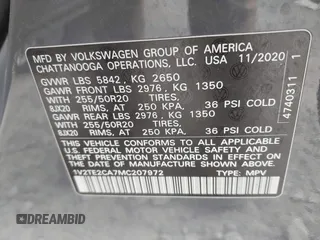 MFD BY VOLKSWAGEN GROUP OF AMERICA
CHATTANOOGA OPERATIONS, LLC. USA 11/2020
GVWR LBS 5842, KG 2650
GAWR FRONT LBS 2976, KG 1350
WITH 255/50R20 TIRES,
8JX20 RIMS, AT 250 KPA, 36 PSI COLD
GAWR REAR LBS 2976, KG 1350
WITH 255/50R20 TIRES,
8JX20 RIMS, AT 250 KPA, 36 PSI COLD
THIS VEHICLE CONFORMS TO ALL APPLICABLE
U.S. FEDERAL MOTOR VEHICLE SAFETY AND
THEFT PREVENTION STANDARDS IN EFFECT ON THE
DATE OF MANUFACTURE SHOWN ABOVE.
1V2TE2CA7MC207972 TYPE: MPV
4740311 1
DREAMBID